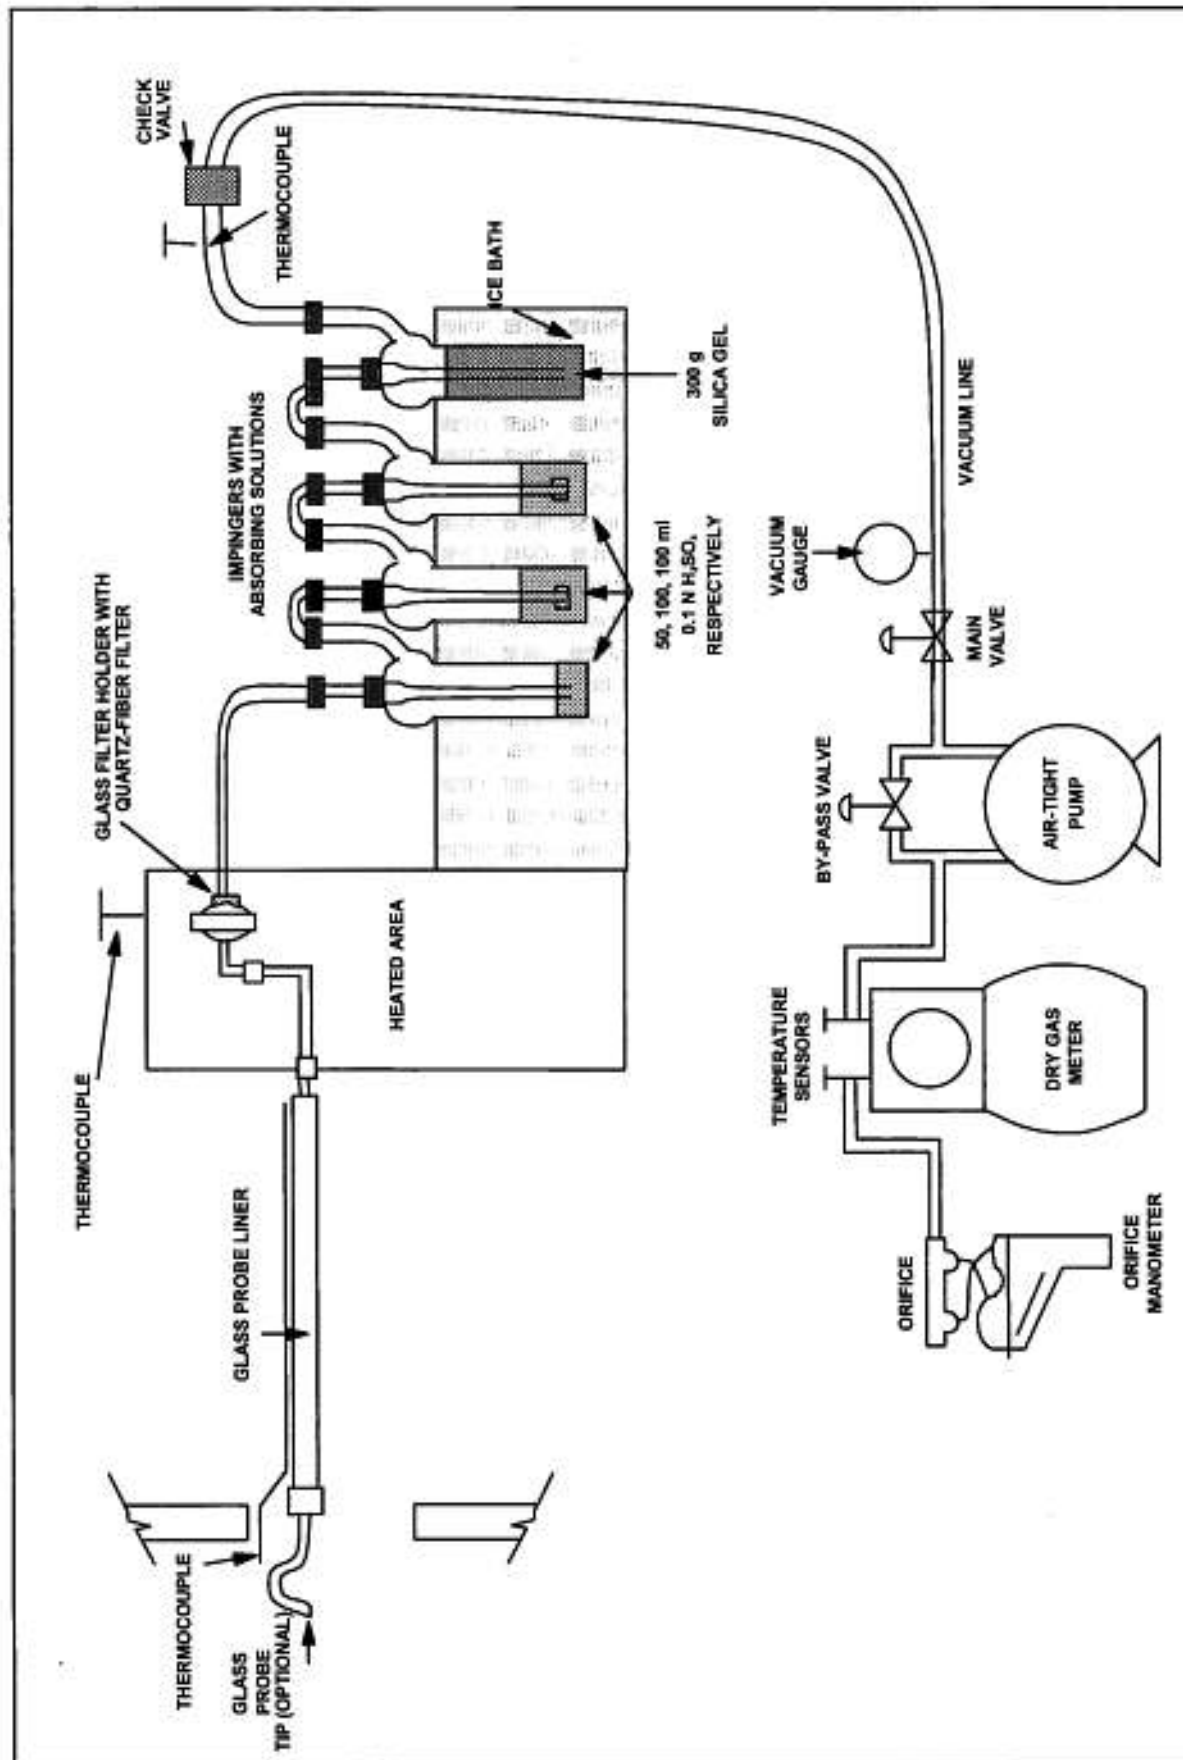 THERMOCOUPLE
GLASS
PROBE
TIP (OPTIONAL)
GLASS PROBE LINER
THERMOCOUPLE
HEATED AREA
GLASS FILTER HOLDER WITH
QUARTZ-FIBER FILTER
IMPINGERS WITH
ABSORBING SOLUTIONS
THERMOCOUPLE
CHECK
VALVE
ICE BATH
300 g
SILICA GEL
50, 100, 100 ml
0.1 N H₂SO₄
RESPECTIVELY
VACUUM LINE
VACUUM
GAUGE
MAIN
VALVE
BY-PASS VALVE
AIR-TIGHT
PUMP
TEMPERATURE
SENSORS
DRY GAS
METER
ORIFICE
ORIFICE
MANOMETER